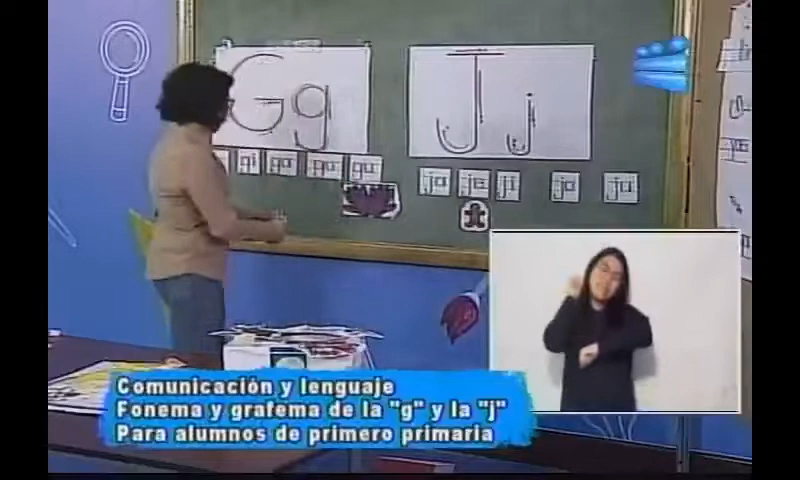 Gg
Jj
gi ga gu
ja je ji jo ju
Comunicación y lenguaje
Fonema y grafema de la "g" y la "j"
Para alumnos de primero primaria